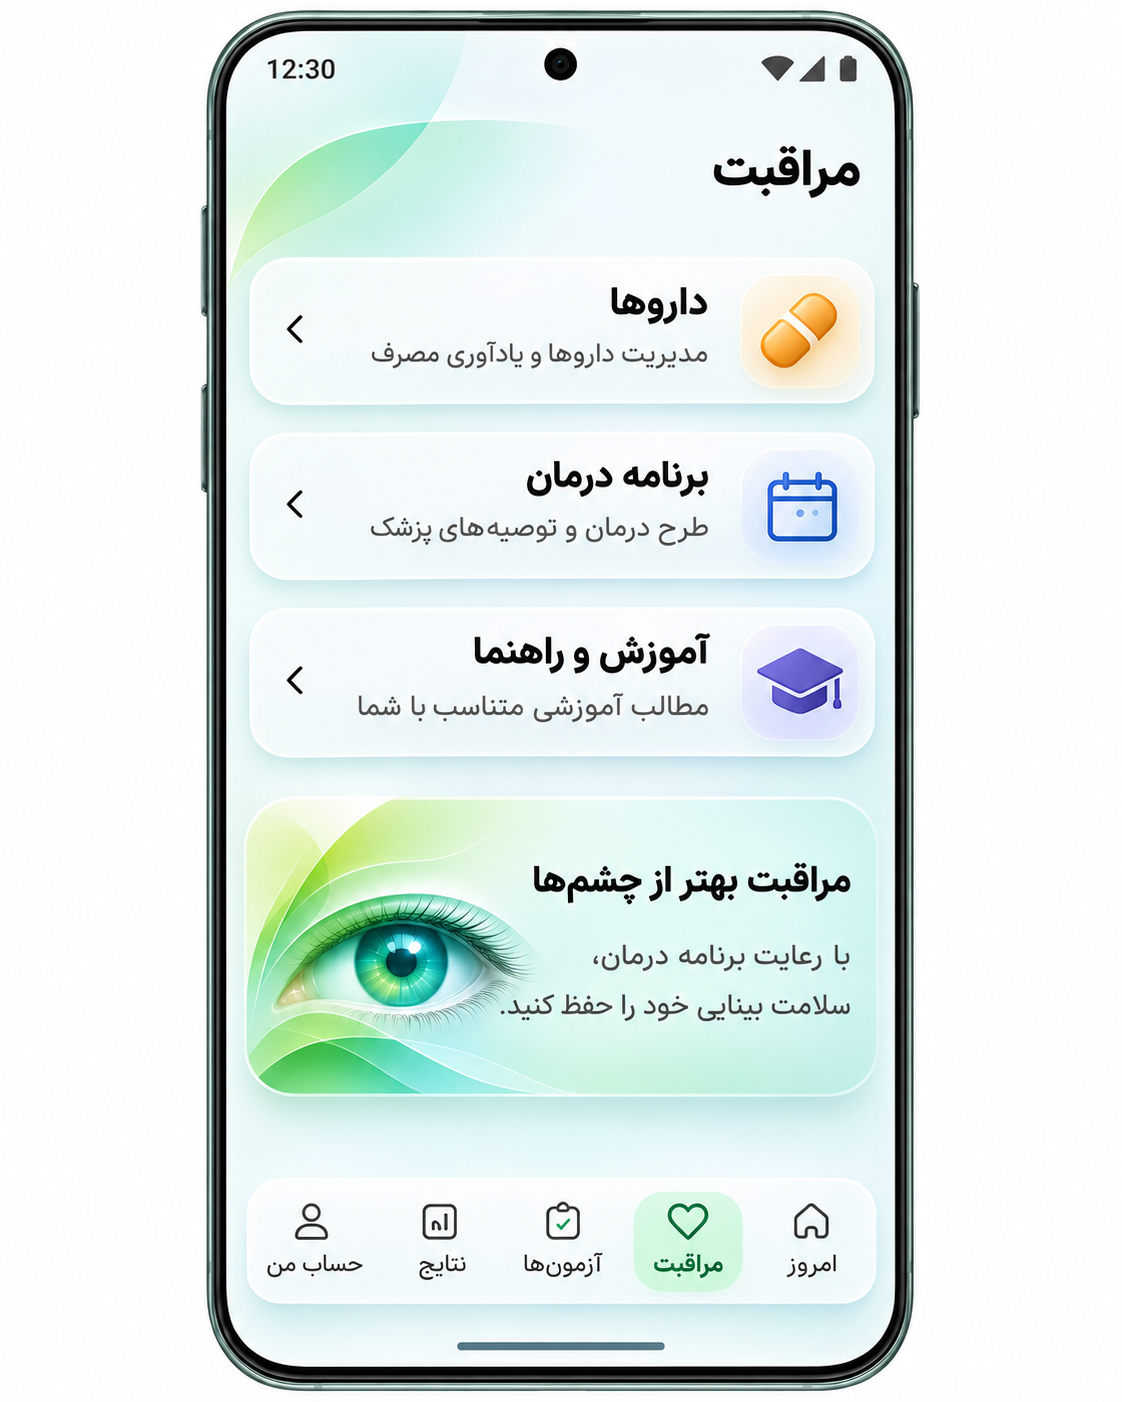 12:30
مراقبت
داروها
مدیریت داروها و یادآوری مصرف
برنامه درمان
طرح درمان و توصیه‌های پزشک
آموزش و راهنما
مطالب آموزشی متناسب با شما
مراقبت بهتر از چشم‌ها
با رعایت برنامه درمان،
سلامت بینایی خود را حفظ کنید.
امروز
مراقبت
آزمون‌ها
نتایج
حساب من